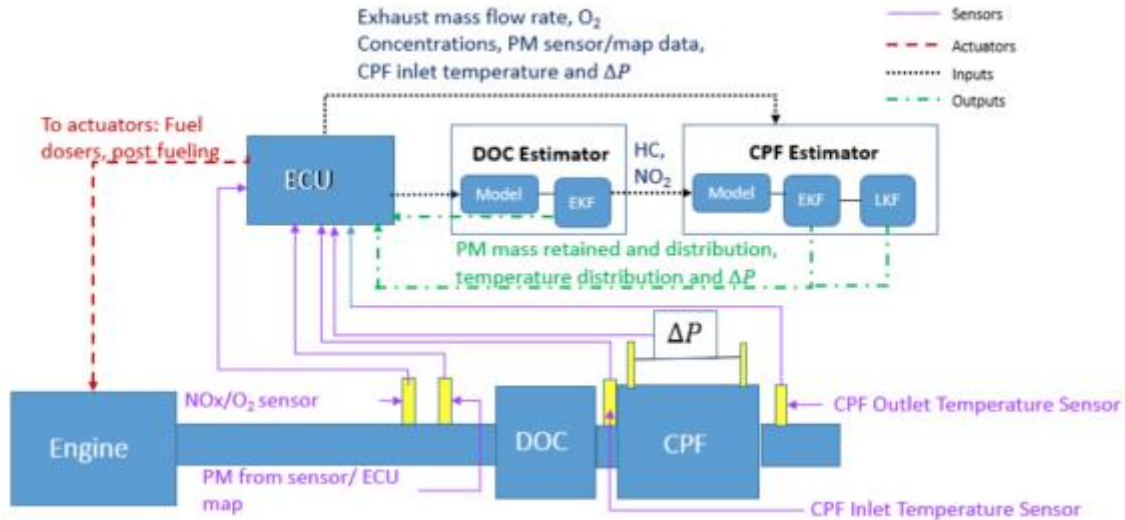 Exhaust mass flow rate, O2
Concentrations, PM sensor/map data,
CPF inlet temperature and ΔP
Sensors
Actuators
Inputs
Outputs
To actuators: Fuel
dosers, post fueling
ECU
DOC Estimator
Model
EKF
HC,
NO2
CPF Estimator
Model
EKF
LKF
PM mass retained and distribution,
temperature distribution and ΔP
ΔP
NOx/O2 sensor
CPF Outlet Temperature Sensor
Engine
DOC
CPF
PM from sensor/ ECU
map
CPF Inlet Temperature Sensor